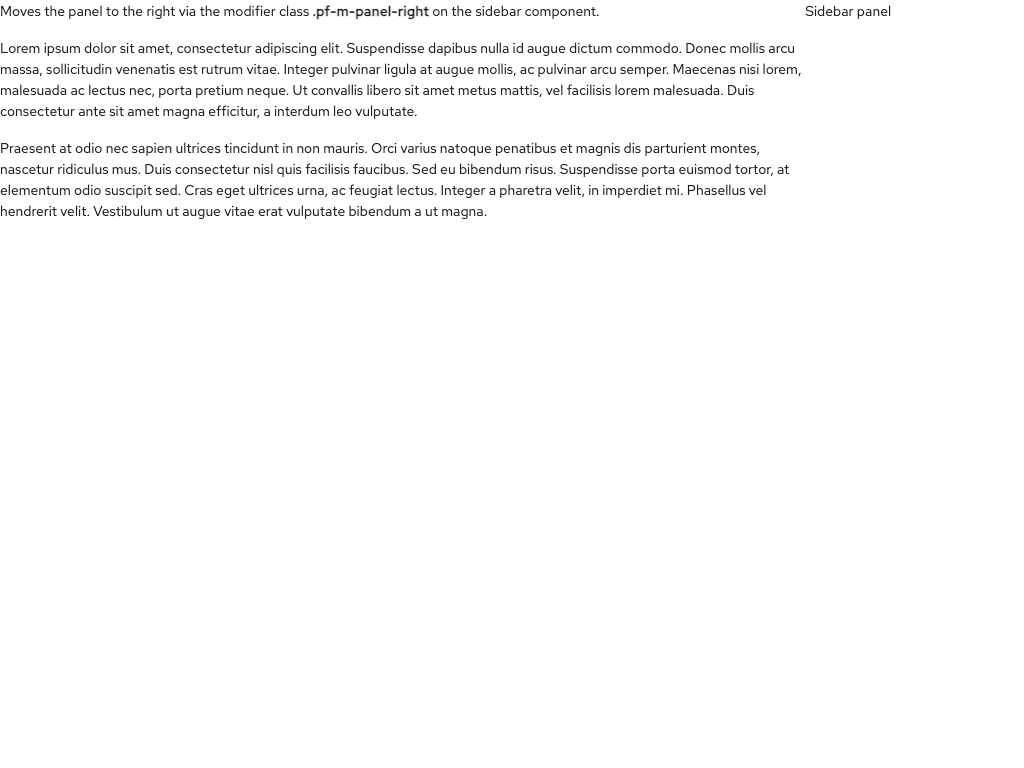 Moves the panel to the right via the modifier class .pf-m-panel-right on the sidebar component.
Lorem ipsum dolor sit amet, consectetur adipiscing elit. Suspendisse dapibus nulla id augue dictum commodo. Donec mollis arcu
massa, sollicitudin venenatis est rutrum vitae. Integer pulvinar ligula at augue mollis, ac pulvinar arcu semper. Maecenas nisi lorem,
malesuada ac lectus nec, porta pretium neque. Ut convallis libero sit amet metus mattis, vel facilisis lorem malesuada. Duis
consectetur ante sit amet magna efficitur, a interdum leo vulputate.
Praesent at odio nec sapien ultrices tincidunt in non mauris. Orci varius natoque penatibus et magnis dis parturient montes,
nascetur ridiculus mus. Duis consectetur nisl quis facilisis faucibus. Sed eu bibendum risus. Suspendisse porta euismod tortor, at
elementum odio suscipit sed. Cras eget ultrices urna, ac feugiat lectus. Integer a pharetra velit, in imperdiet mi. Phasellus vel
hendrerit velit. Vestibulum ut augue vitae erat vulputate bibendum a ut magna.
Sidebar panel